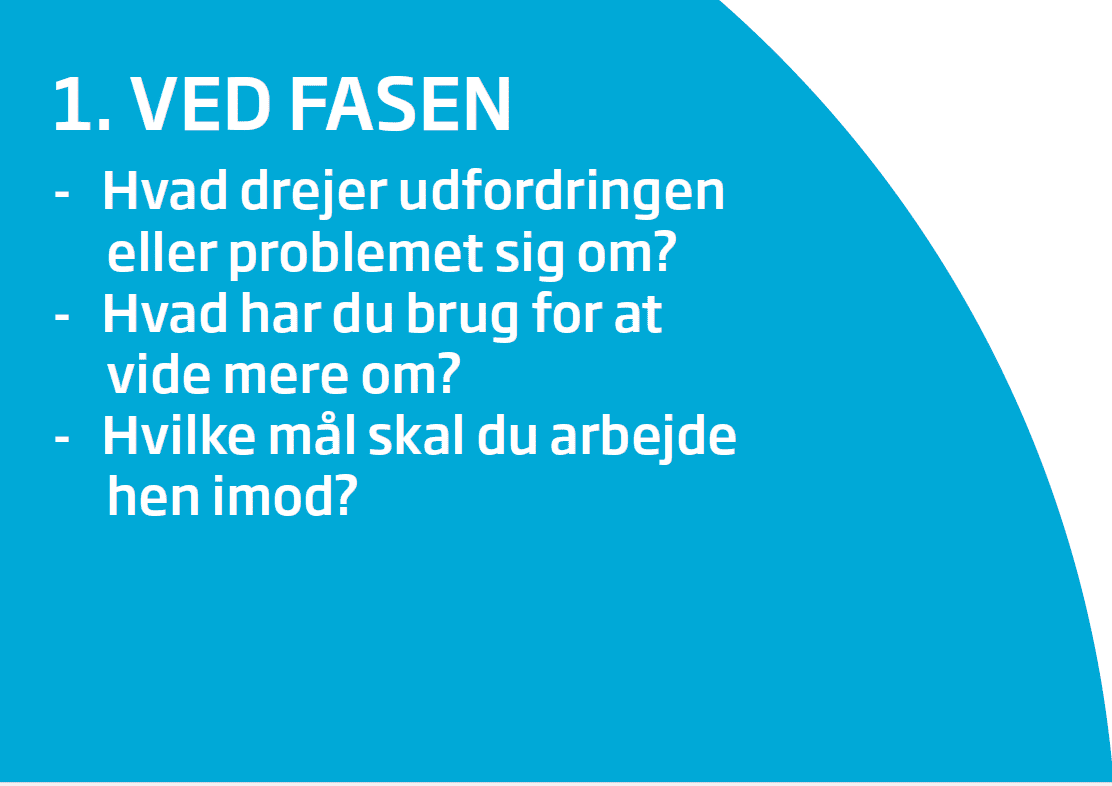 1. VED FASEN
- Hvad drejer udfordringen
eller problemet sig om?
- Hvad har du brug for at
vide mere om?
- Hvilke mål skal du arbejde
hen imod?